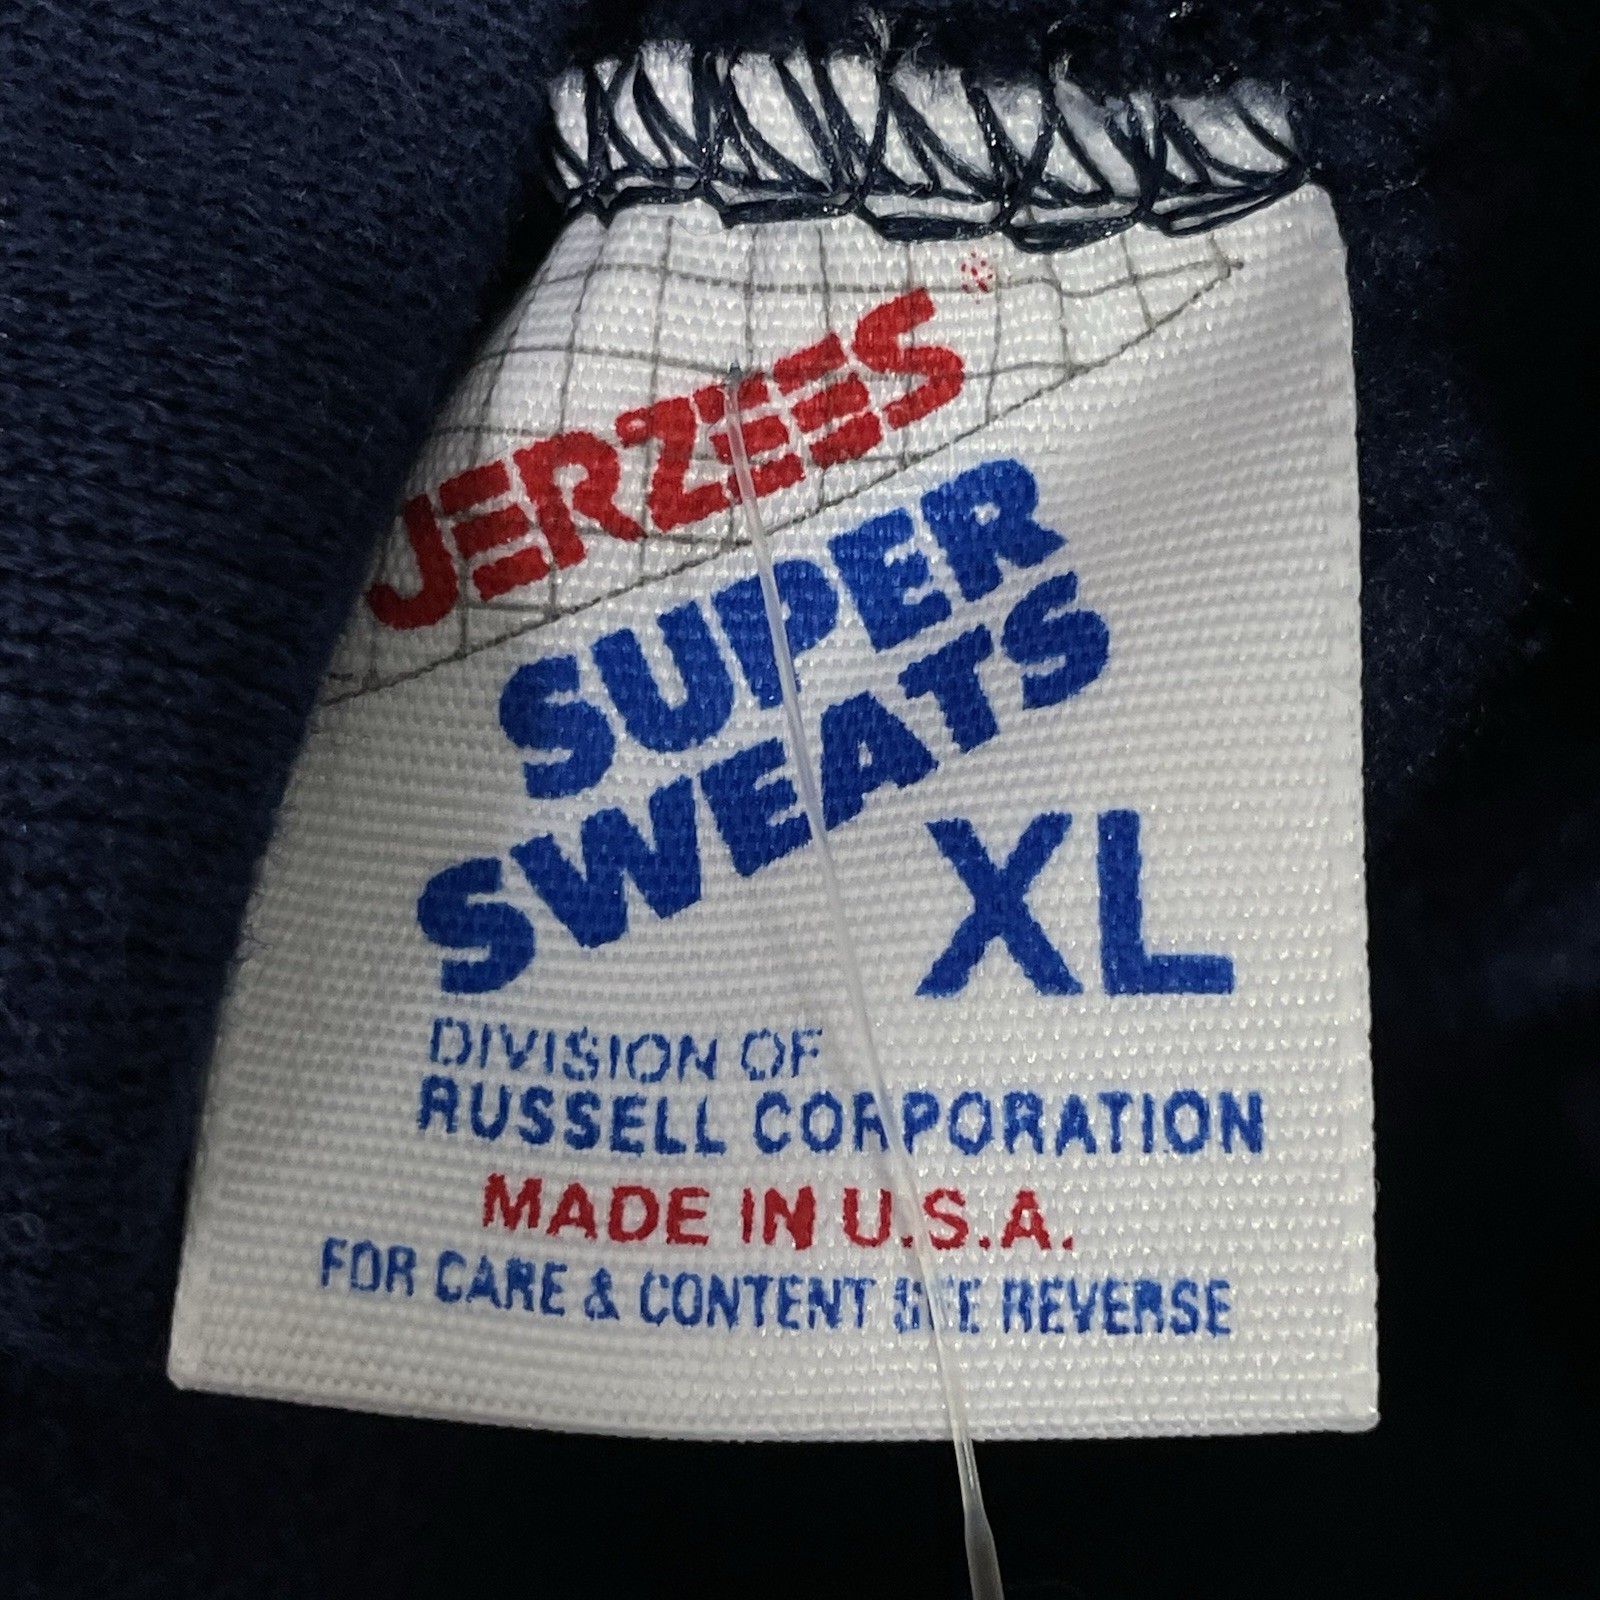 JERZEES®
SUPER
SWEATS
XL
DIVISION OF
RUSSELL CORPORATION
MADE IN U.S.A.
FOR CARE & CONTENT SEE REVERSE